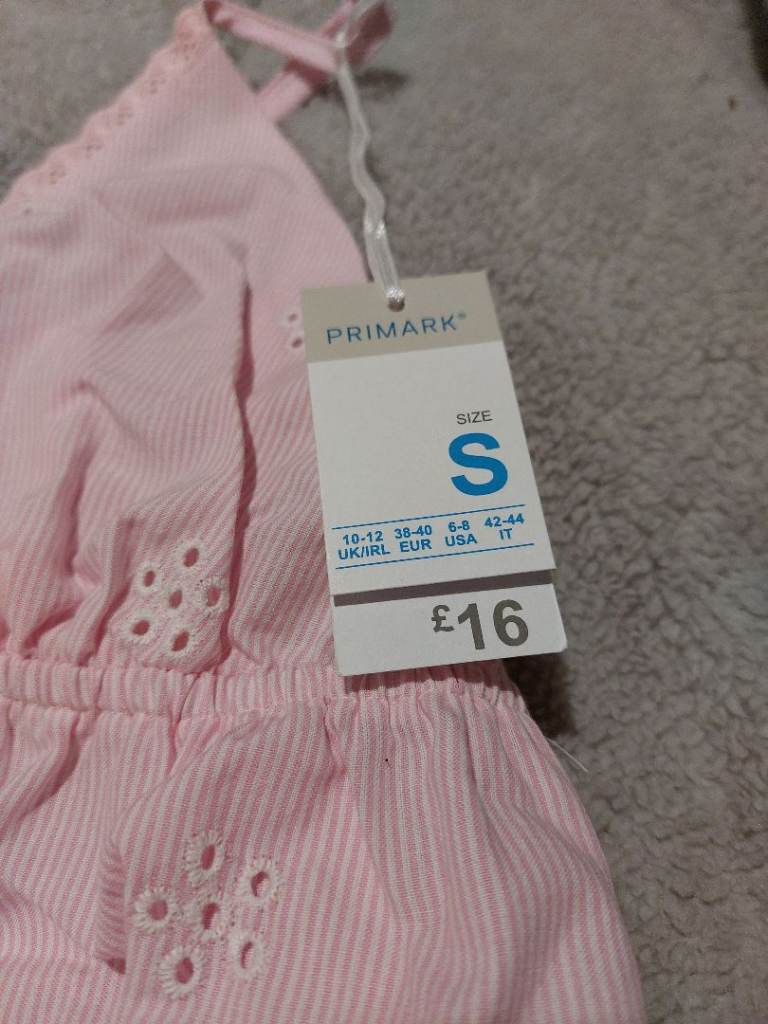 PRIMARK®
SIZE
S
10-12 38-40 6-8 42-44
UK/IRL EUR USA IT
£16